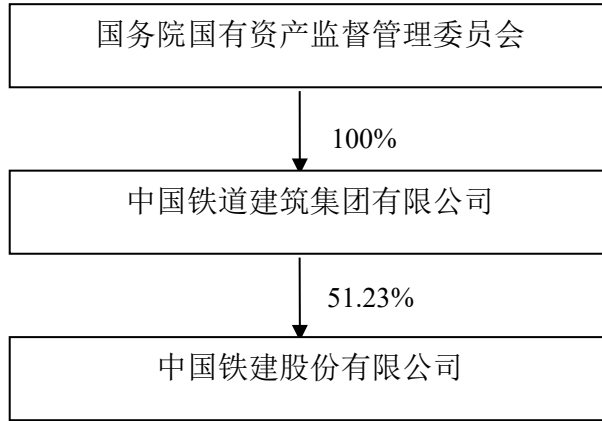 国务院国有资产监督管理委员会
100%
中国铁道建筑集团有限公司
51.23%
中国铁建股份有限公司